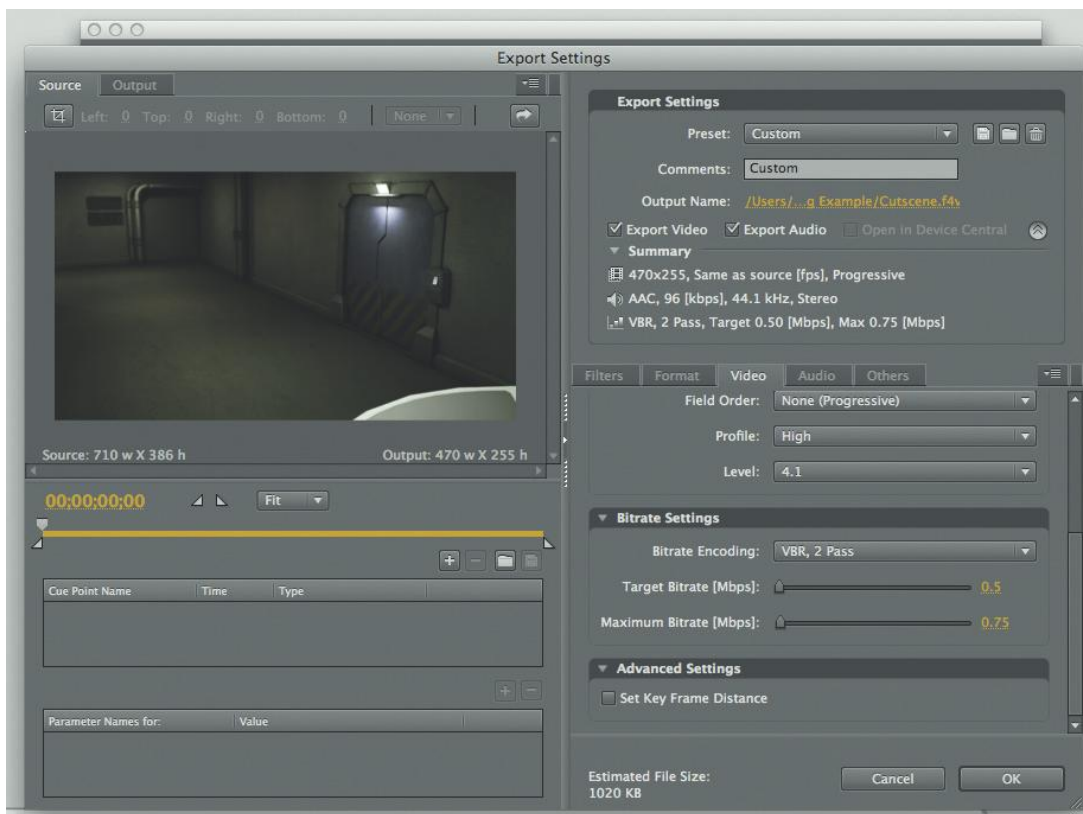 Export Settings
Source Output
Left: 0 Top: 0 Right: 0 Bottom: 0 None
Source: 710 w X 386 h Output: 470 w X 255 h
00;00;00;00 Fit
Cue Point Name Time Type
Parameter Names for: Value
Export Settings
Preset: Custom
Comments: Custom
Output Name: /Users/...g Example/Cutscene.f4v
Export Video Export Audio Open in Device Central
Summary
470x255, Same as source [fps], Progressive
AAC, 96 [kbps], 44.1 kHz, Stereo
VBR, 2 Pass, Target 0.50 [Mbps], Max 0.75 [Mbps]
Filters Format Video Audio Others
Field Order: None (Progressive)
Profile: High
Level: 4.1
Bitrate Settings
Bitrate Encoding: VBR, 2 Pass
Target Bitrate [Mbps]: 0.5
Maximum Bitrate [Mbps]: 0.75
Advanced Settings
Set Key Frame Distance
Estimated File Size:
1020 KB
Cancel OK